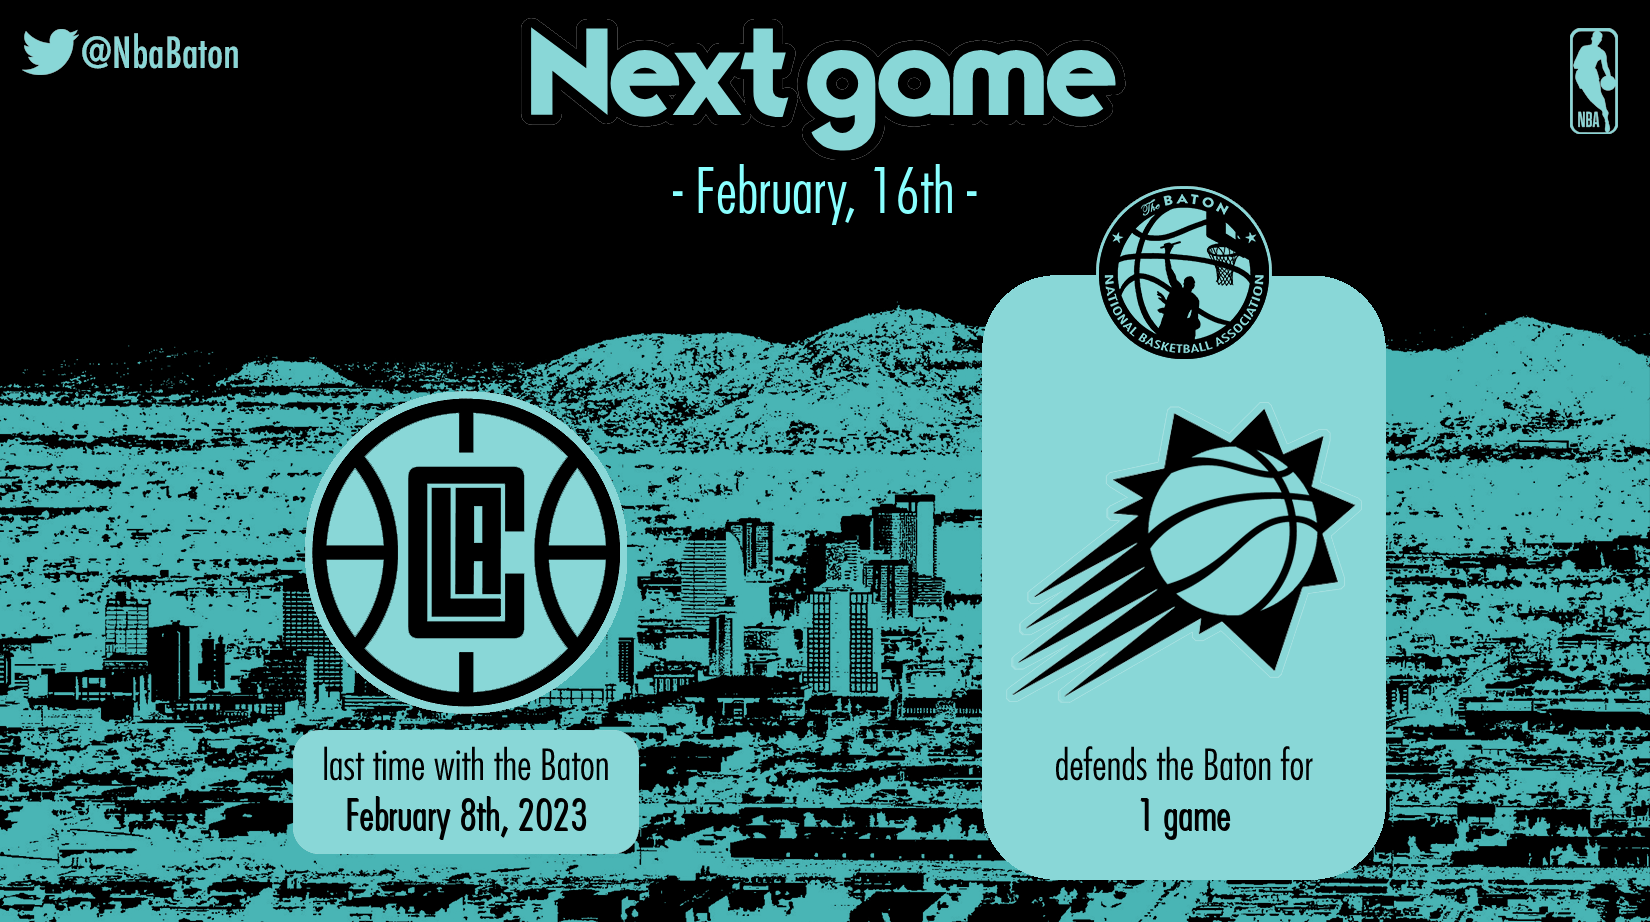 @NbaBaton
Next game
NBA
- February, 16th -
The BATON
NATIONAL BASKETBALL ASSOCIATION
LA
C
last time with the Baton
February 8th, 2023
defends the Baton for
1 game